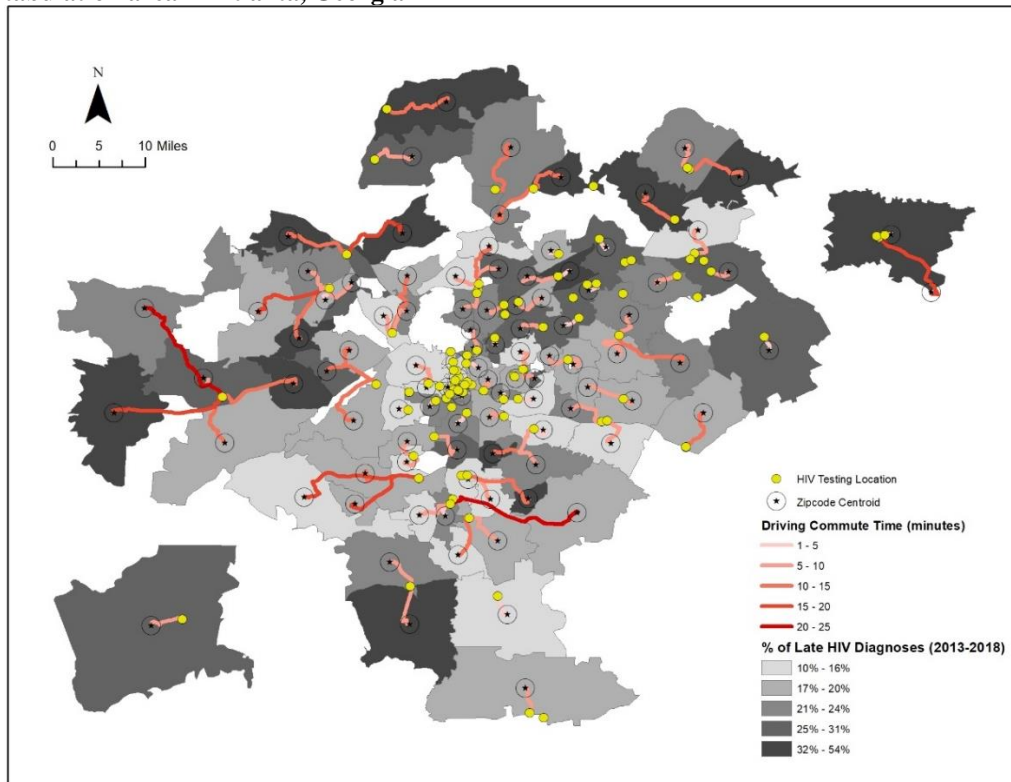 N
0 5 10 Miles
HIV Testing Location
Zipcode Centroid
Driving Commute Time (minutes)
1 - 5
5 - 10
10 - 15
15 - 20
20 - 25
% of Late HIV Diagnoses (2013-2018)
10% - 16%
17% - 20%
21% - 24%
25% - 31%
32% - 54%